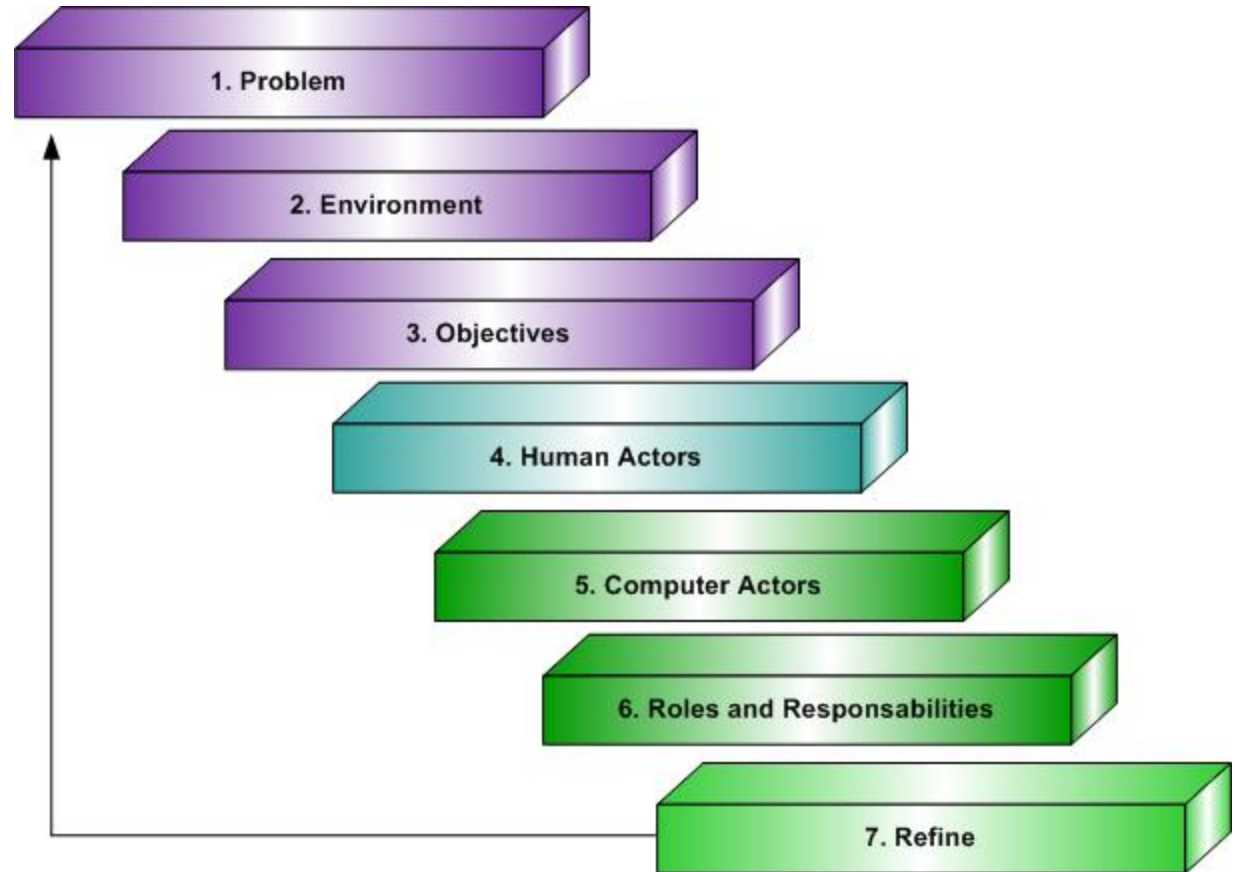 1. Problem
2. Environment
3. Objectives
4. Human Actors
5. Computer Actors
6. Roles and Responsabilities
7. Refine